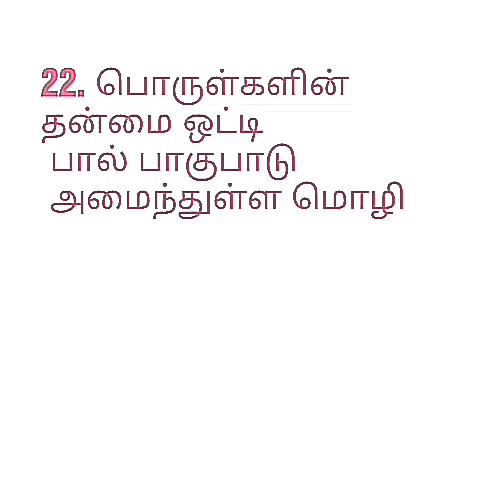 22. பொருள்களின்
தன்மை ஒட்டி
பால் பாகுபாடு
அமைந்துள்ள மொழி